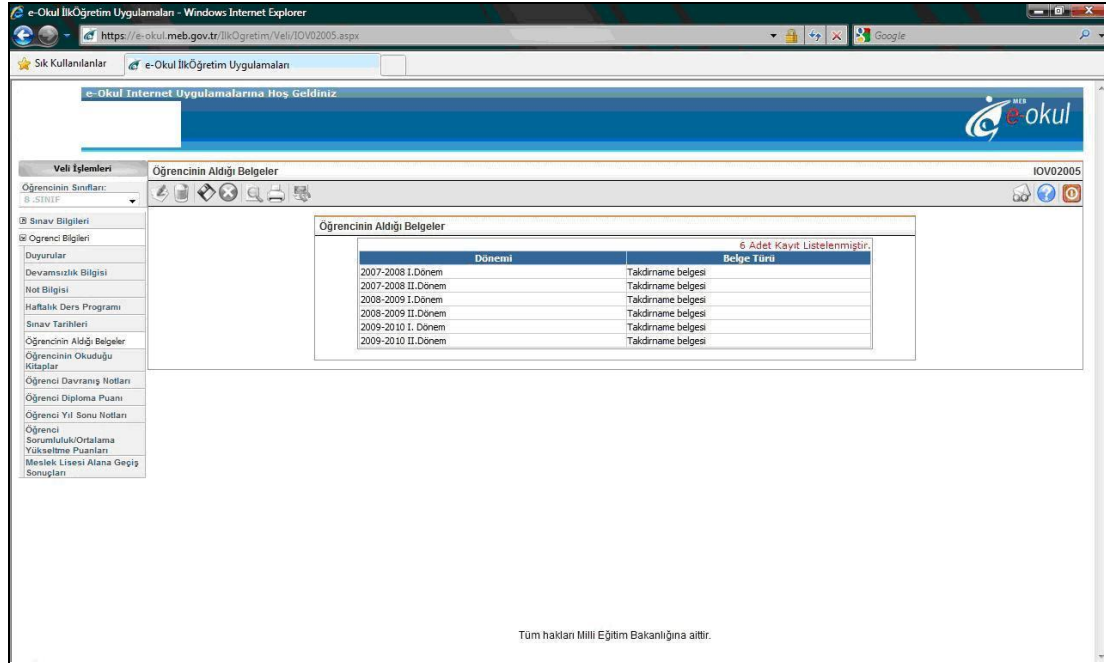 e-Okul İlkÖğretim Uygulamaları - Windows Internet Explorer
https://e-okul.meb.gov.tr/IlkOgretim/Veli/IOV02005.aspx
Google
Sık Kullanılanlar
e-Okul İlkÖğretim Uygulamaları
e-Okul Internet Uygulamalarına Hoş Geldiniz
MEB
e-okul
Veli İşlemleri
Öğrencinin Aldığı Belgeler
IOV02005
Öğrencinin Sınıfları:
8 .SINIF
Sınav Bilgileri
Ogrenci Bilgileri
Duyurular
Devamsızlık Bilgisi
Not Bilgisi
Haftalık Ders Programı
Sınav Tarihleri
Öğrencinin Aldığı Belgeler
Öğrencinin Okuduğu
Kitaplar
Öğrenci Davranış Notları
Öğrenci Diploma Puanı
Öğrenci Yıl Sonu Notları
Öğrenci
Sorumluluk/Ortalama
Yükseltme Puanları
Meslek Lisesi Alana Geçiş
Sonuçları
Öğrencinin Aldığı Belgeler
6 Adet Kayıt Listelenmiştir.
Dönemi Belge Türü
2007-2008 I.Dönem Takdirname belgesi
2007-2008 II.Dönem Takdirname belgesi
2008-2009 I.Dönem Takdirname belgesi
2008-2009 II.Dönem Takdirname belgesi
2009-2010 I. Dönem Takdirname belgesi
2009-2010 II.Dönem Takdirname belgesi
Tüm hakları Milli Eğitim Bakanlığına aittir.